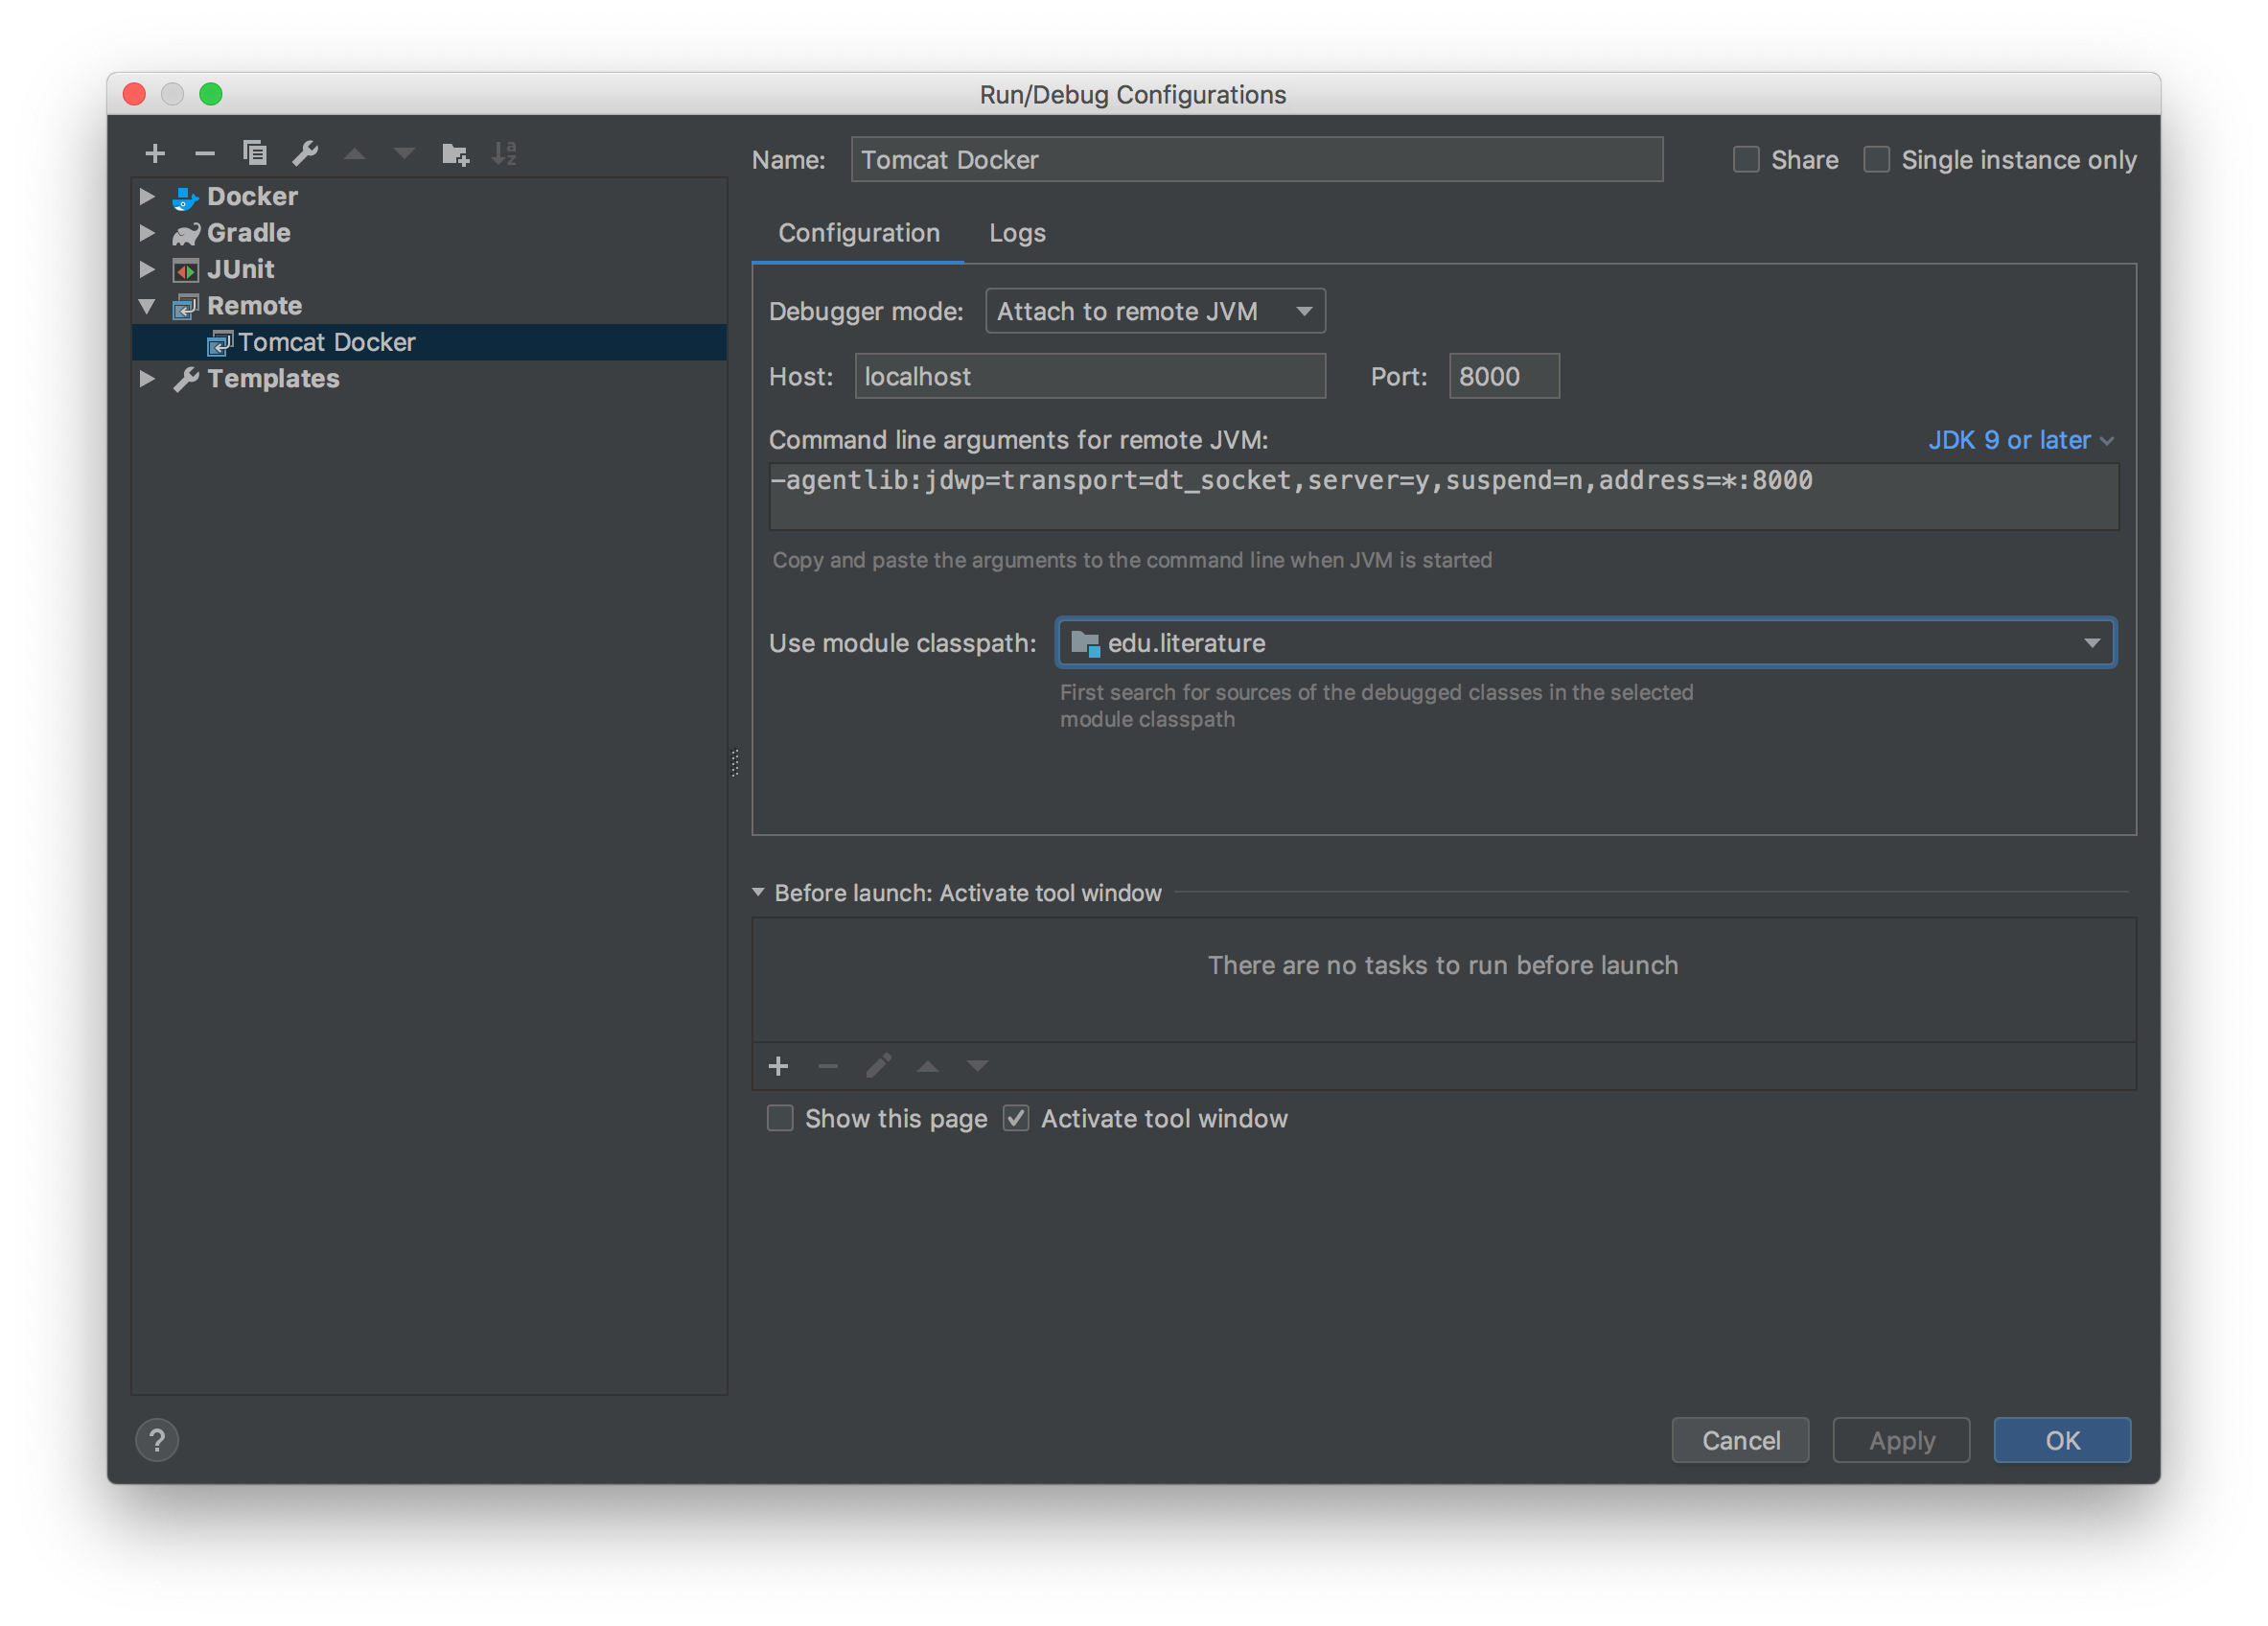 Run/Debug Configurations
Docker
Gradle
JUnit
Remote
Tomcat Docker
Templates
Name: Tomcat Docker Share Single instance only
Configuration Logs
Debugger mode: Attach to remote JVM
Host: localhost Port: 8000
Command line arguments for remote JVM: JDK 9 or later
-agentlib:jdwp=transport=dt_socket,server=y,suspend=n,address=*:8000
Copy and paste the arguments to the command line when JVM is started
Use module classpath: edu.literature
First search for sources of the debugged classes in the selected
module classpath
Before launch: Activate tool window
There are no tasks to run before launch
Show this page Activate tool window
? Cancel Apply OK